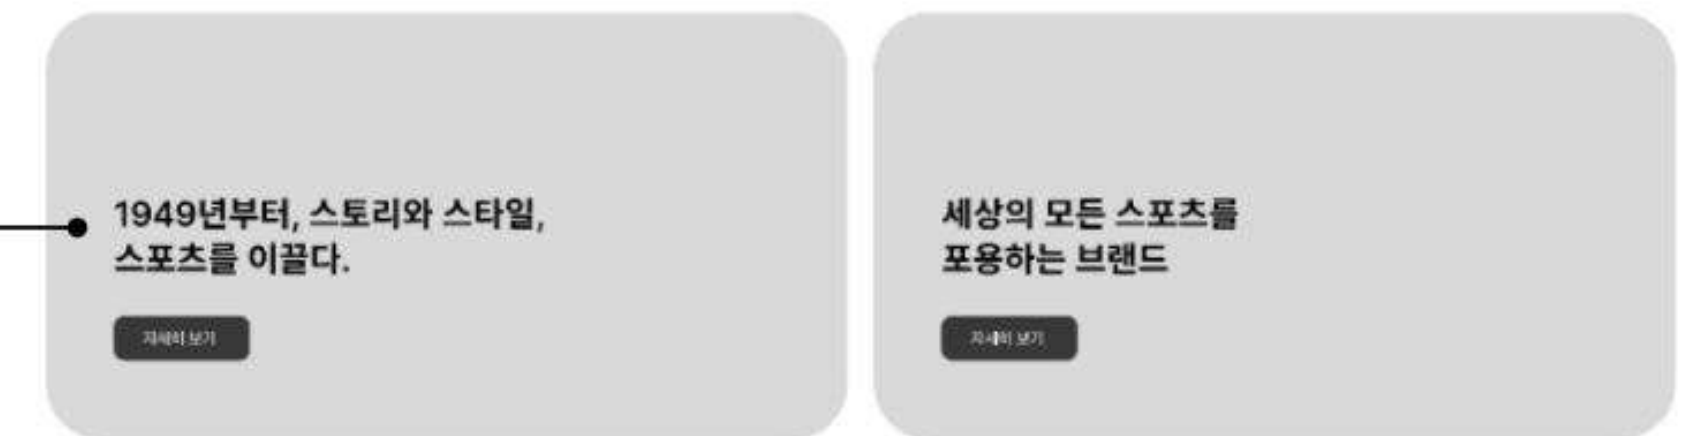 1949년부터, 스토리와 스타일,
스포츠를 이끌다.
자세히 보기
세상의 모든 스포츠를
포용하는 브랜드
자세히 보기